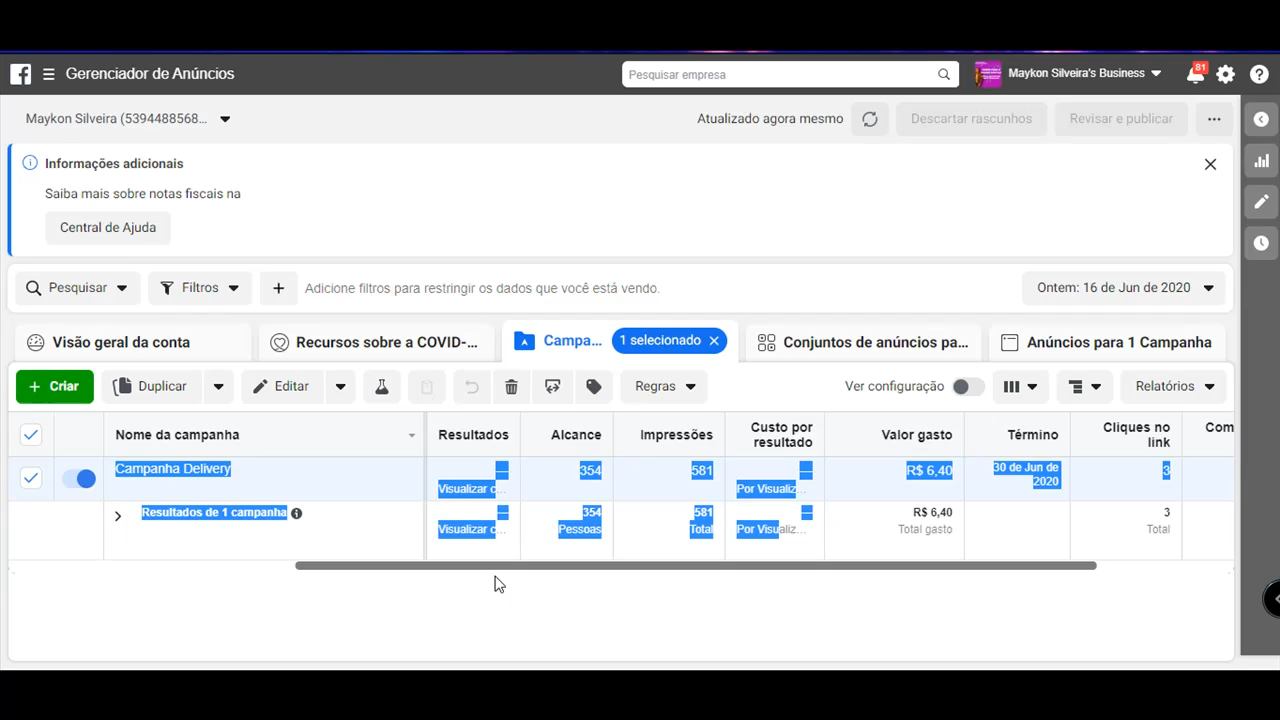 Gerenciador de Anúncios
Pesquisar empresa
Maykon Silveira's Business
81
Maykon Silveira (5394488568...
Atualizado agora mesmo
Descartar rascunhos
Revisar e publicar
Informações adicionais
Saiba mais sobre notas fiscais na
Central de Ajuda
Pesquisar
Filtros
Adicione filtros para restringir os dados que você está vendo.
Ontem: 16 de Jun de 2020
Visão geral da conta
Recursos sobre a COVID-...
Campa...
1 selecionado
Conjuntos de anúncios pa...
Anúncios para 1 Campanha
+ Criar
Duplicar
Editar
Regras
Ver configuração
Relatórios
Nome da campanha
Resultados
Alcance
Impressões
Custo por
resultado
Valor gasto
Término
Cliques no
link
Com
Campanha Delivery
—
Visualizar c...
354
581
—
Por Visualiz...
R$ 6,40
30 de Jun de
2020
3
Resultados de 1 campanha
—
Visualizar c...
354
Pessoas
581
Total
—
Por Visualiz...
R$ 6,40
Total gasto
3
Total